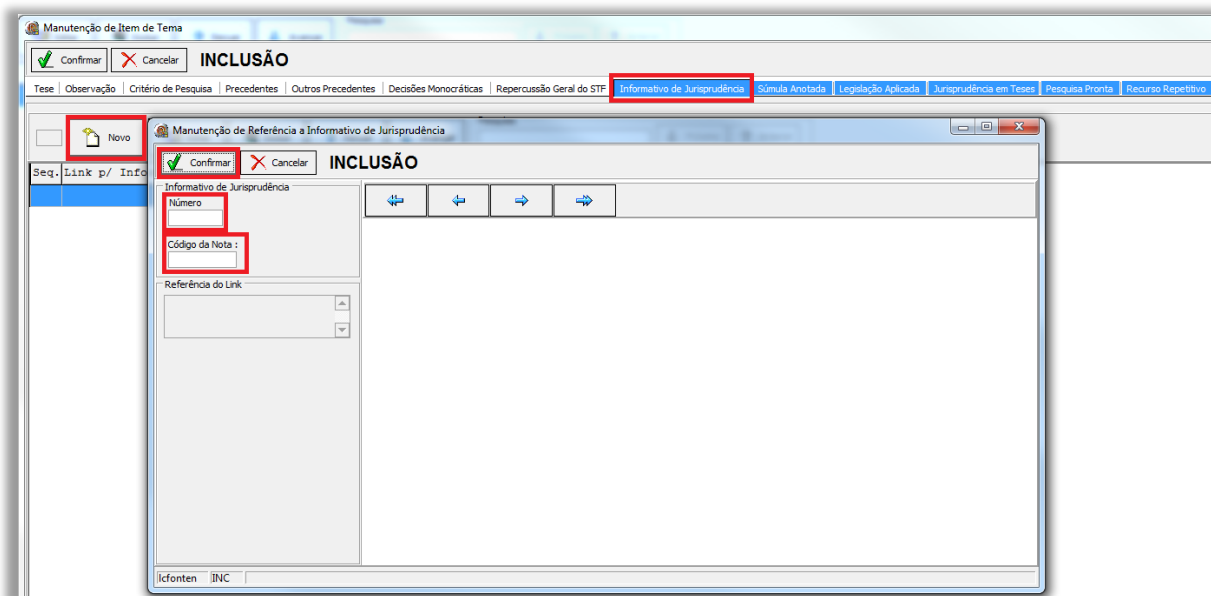 Manutenção de Item de Tema
Confirmar Cancelar INCLUSÃO
Tese Observação Critério de Pesquisa Precedentes Outros Precedentes Decisões Monocráticas Repercussão Geral do STF Informativo de Jurisprudência Súmula Anotada Legislação Aplicada Jurisprudência em Teses Pesquisa Pronta Recurso Repetitivo
Novo
Seq. Link p/ Info
Manutenção de Referência a Informativo de Jurisprudência
Confirmar Cancelar INCLUSÃO
Informativo de Jurisprudência
Número
Código da Nota :
Referência do Link
lcfonten INC